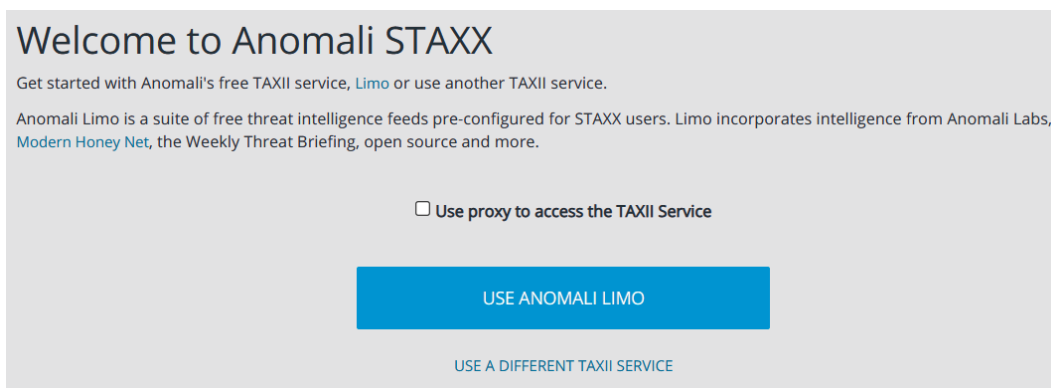 Welcome to Anomali STAXX
Get started with Anomali's free TAXII service, Limo or use another TAXII service.
Anomali Limo is a suite of free threat intelligence feeds pre-configured for STAXX users. Limo incorporates intelligence from Anomali Labs,
Modern Honey Net, the Weekly Threat Briefing, open source and more.
Use proxy to access the TAXII Service
USE ANOMALI LIMO
USE A DIFFERENT TAXII SERVICE